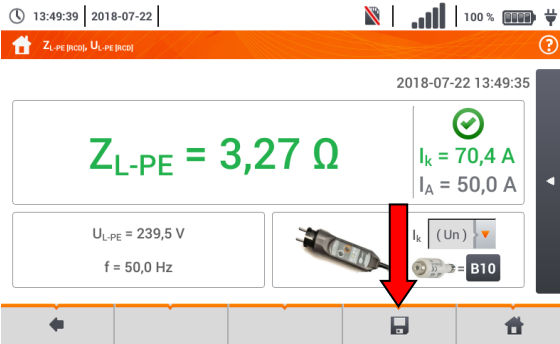 13:49:39 2018-07-22 100 %
ZL-PE [RCD], UL-PE [RCD]
?
2018-07-22 13:49:35
ZL-PE = 3,27 Ω
Ik = 70,4 A
IA = 50,0 A
UL-PE = 239,5 V
f = 50,0 Hz
Ik (Un)
= B10